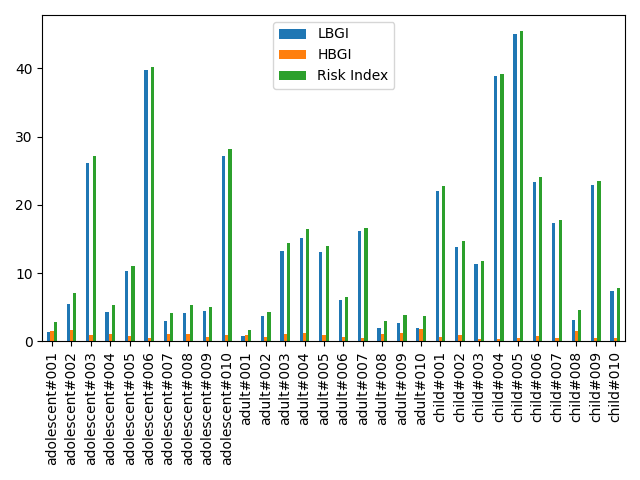 LBGI
HBGI
Risk Index
40
30
20
10
0
adolescent#001
adolescent#002
adolescent#003
adolescent#004
adolescent#005
adolescent#006
adolescent#007
adolescent#008
adolescent#009
adolescent#010
adult#001
adult#002
adult#003
adult#004
adult#005
adult#006
adult#007
adult#008
adult#009
adult#010
child#001
child#002
child#003
child#004
child#005
child#006
child#007
child#008
child#009
child#010